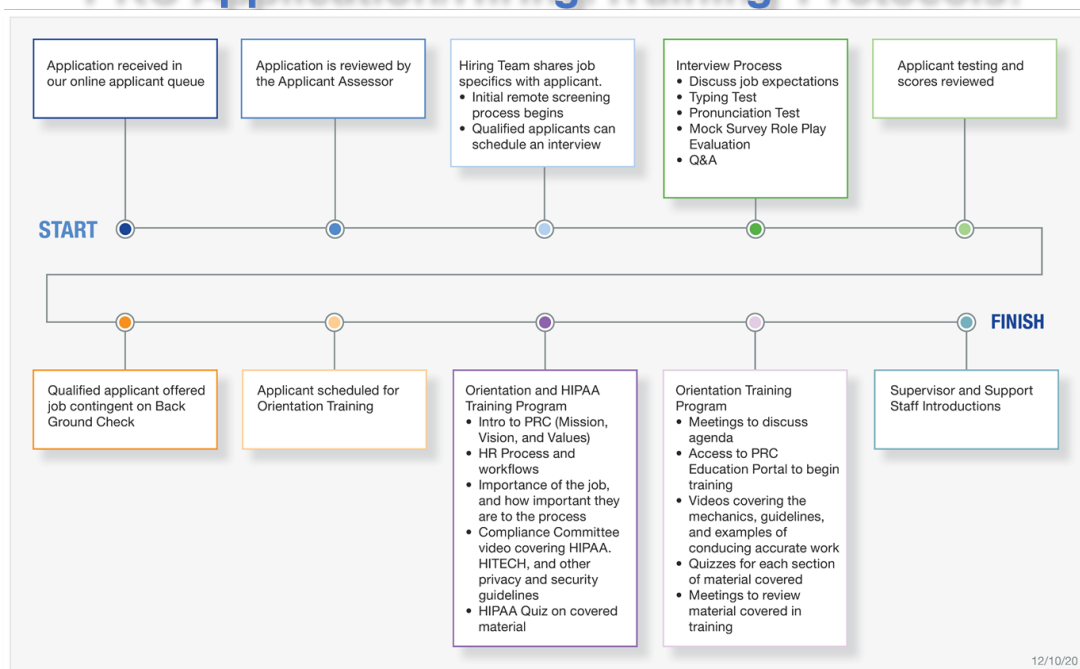 Application received in
our online applicant queue
Application is reviewed by
the Applicant Assessor
Hiring Team shares job
specifics with applicant.
• Initial remote screening
process begins
• Qualified applicants can
schedule an interview
Interview Process
• Discuss job expectations
• Typing Test
• Pronunciation Test
• Mock Survey Role Play
Evaluation
• Q&A
Applicant testing and
scores reviewed
START
FINISH
Qualified applicant offered
job contingent on Back
Ground Check
Applicant scheduled for
Orientation Training
Orientation and HIPAA
Training Program
• Intro to PRC (Mission,
Vision, and Values)
• HR Process and
workflows
• Importance of the job,
and how important they
are to the process
• Compliance Committee
video covering HIPAA.
HITECH, and other
privacy and security
guidelines
• HIPAA Quiz on covered
material
Orientation Training
Program
• Meetings to discuss
agenda
• Access to PRC
Education Portal to begin
training
• Videos covering the
mechanics, guidelines,
and examples of
conducing accurate work
• Quizzes for each section
of material covered
• Meetings to review
material covered in
training
Supervisor and Support
Staff Introductions
12/10/20